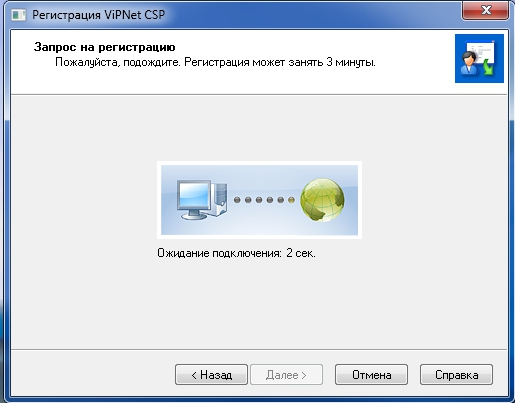 Регистрация ViPNet CSP
Запрос на регистрацию
Пожалуйста, подождите. Регистрация может занять 3 минуты.
Ожидание подключения: 2 сек.
< Назад
Далее >
Отмена
Справка